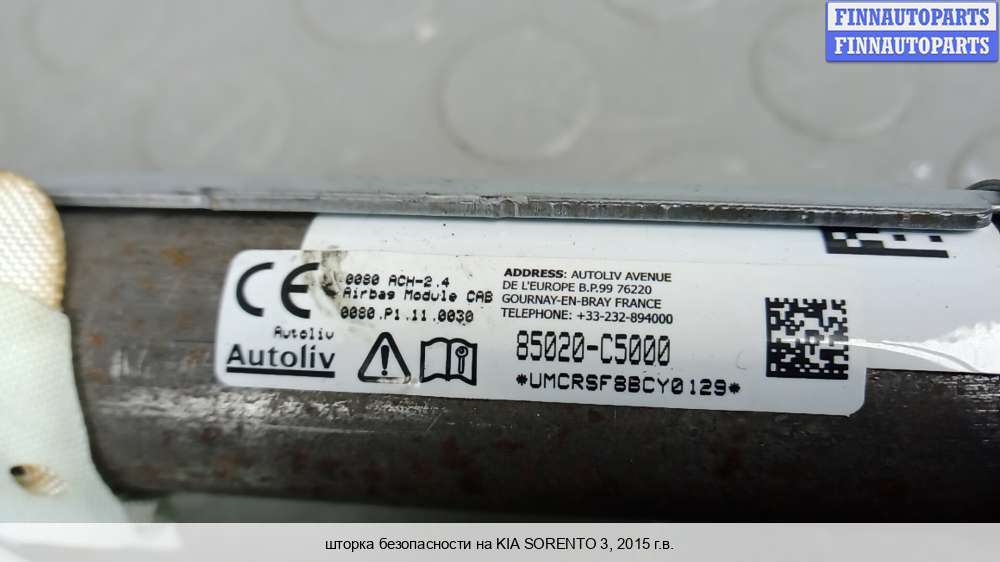 FINNAUTOPARTS
FINNAUTOPARTS
CE
0080 ACH-2.4
Airbag Module CAB
0080.P1.11.0030
Autoliv
Autoliv
ADDRESS: AUTOLIV AVENUE
DE L'EUROPE B.P.99 76220
GOURNAY-EN-BRAY FRANCE
TELEPHONE: +33-232-894000
85020-C5000
*UMCRSF8BCY0129*
шторка безопасности на KIA SORENTO 3, 2015 г.в.